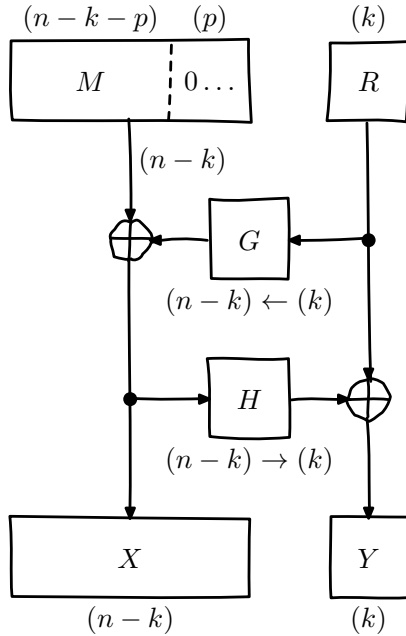 (n − k − p) (p) (k)
M 0 … R
(n − k)
G
(n − k) ← (k)
H
(n − k) → (k)
X Y
(n − k) (k)